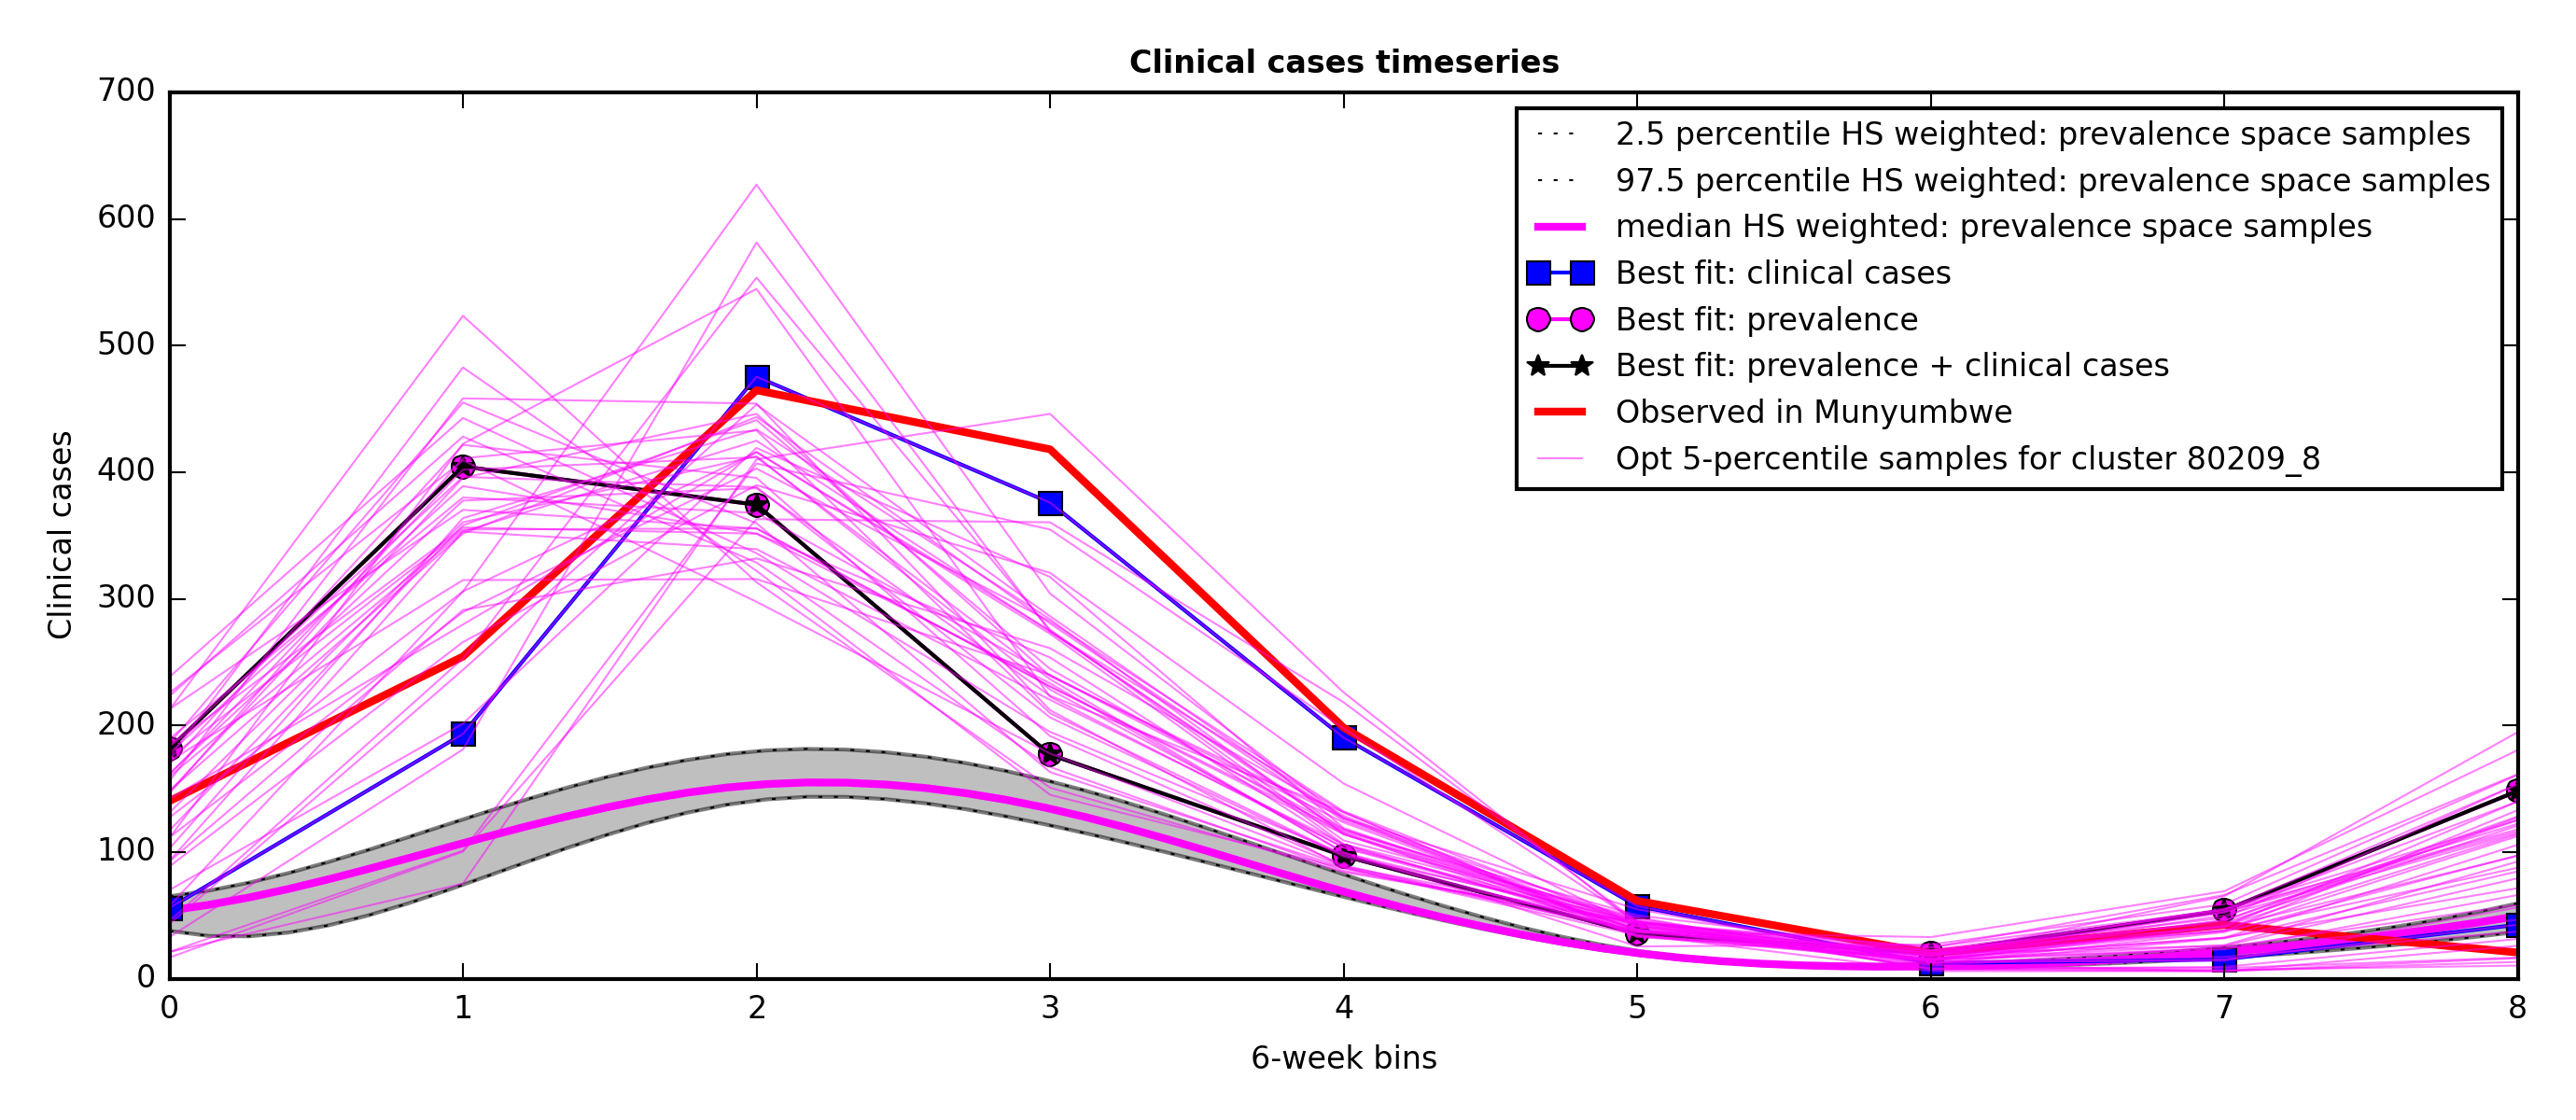 Clinical cases timeseries
700
600
500
400
300
200
100
0
Clinical cases
2.5 percentile HS weighted: prevalence space samples
97.5 percentile HS weighted: prevalence space samples
median HS weighted: prevalence space samples
Best fit: clinical cases
Best fit: prevalence
Best fit: prevalence + clinical cases
Observed in Munyumbwe
Opt 5-percentile samples for cluster 80209_8
0 1 2 3 4 5 6 7 8
6-week bins